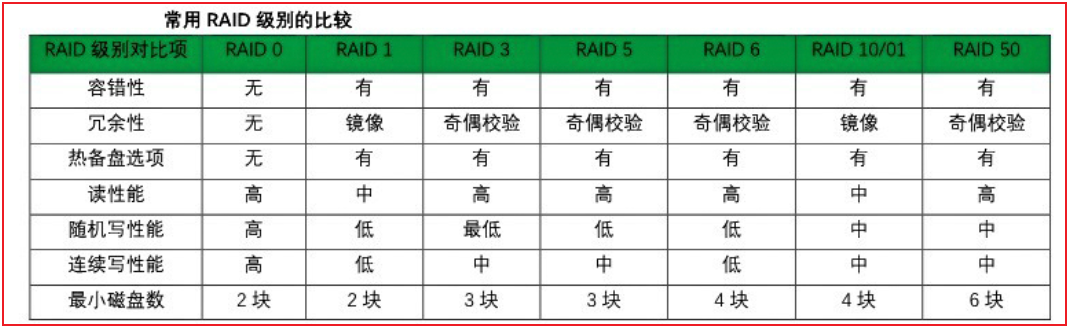 常用 RAID 级别的比较
RAID 级别对比项 RAID 0 RAID 1 RAID 3 RAID 5 RAID 6 RAID 10/01 RAID 50
容错性 无 有 有 有 有 有 有
冗余性 无 镜像 奇偶校验 奇偶校验 奇偶校验 镜像 奇偶校验
热备盘选项 无 有 有 有 有 有 有
读性能 高 中 高 高 高 中 高
随机写性能 高 低 最低 低 低 中 中
连续写性能 高 低 中 中 低 中 中
最小磁盘数 2 块 2 块 3 块 3 块 4 块 4 块 6 块